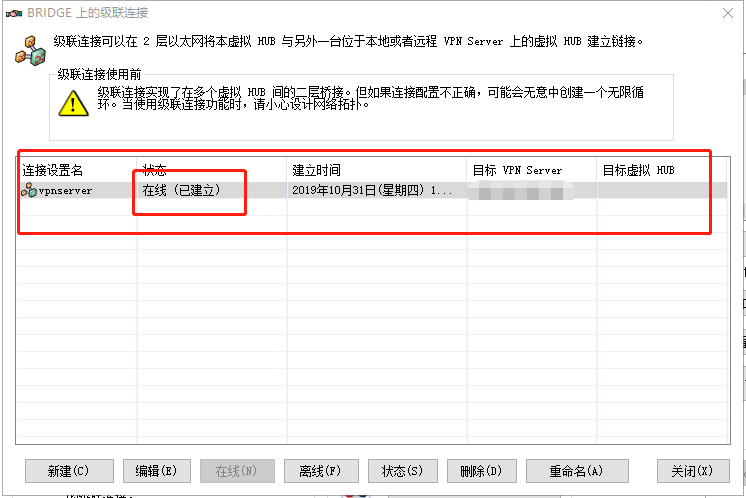 BRIDGE 上的级联连接
级联连接可以在 2 层以太网将本虚拟 HUB 与另外一台位于本地或者远程 VPN Server 上的虚拟 HUB 建立链接。
级联连接使用前
级联连接实现了在多个虚拟 HUB 间的二层桥接。但如果连接配置不正确，可能会无意中创建一个无限循
环。当使用级联连接功能时，请小心设计网络拓扑。
连接设置名 状态 建立时间 目标 VPN Server 目标虚拟 HUB
vpnserver 在线 (已建立) 2019年10月31日(星期四) 1...
新建(C) 编辑(E) 在线(N) 离线(F) 状态(S) 删除(D) 重命名(A) 关闭(X)